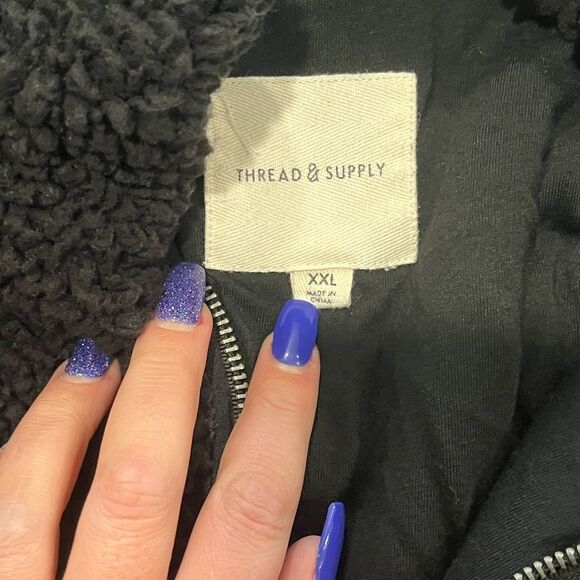 THREAD & SUPPLY
XXL
MADE IN
CHINA